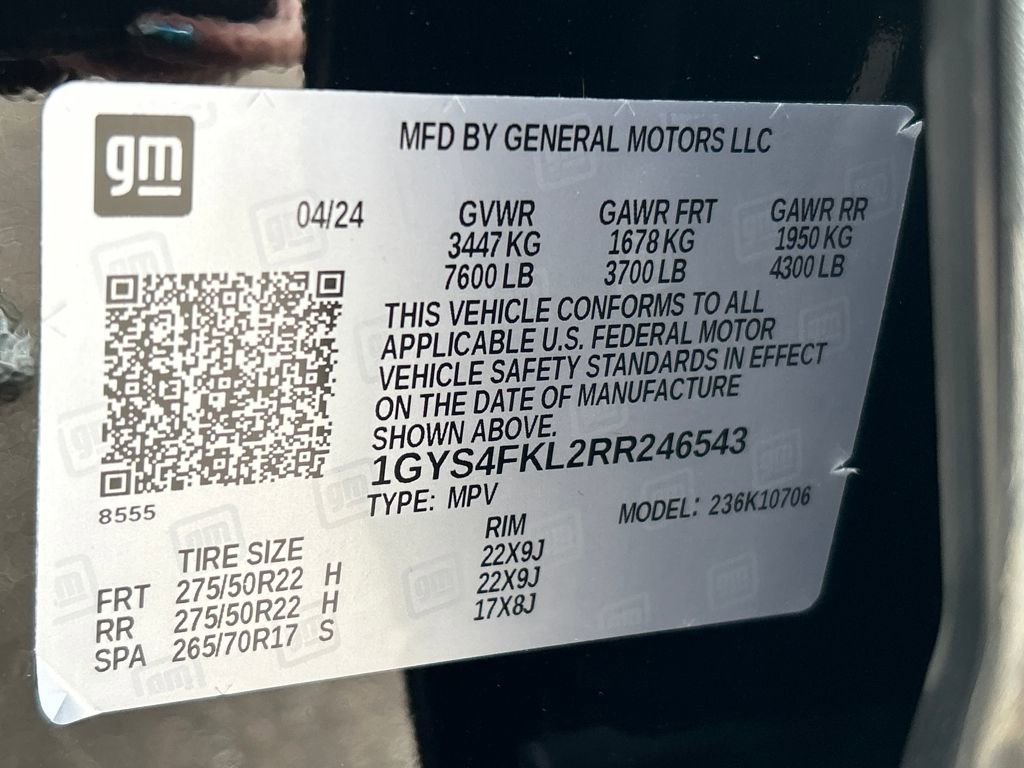 gm
MFD BY GENERAL MOTORS LLC
04/24 GVWR GAWR FRT GAWR RR
3447 KG 1678 KG 1950 KG
7600 LB 3700 LB 4300 LB
THIS VEHICLE CONFORMS TO ALL
APPLICABLE U.S. FEDERAL MOTOR
VEHICLE SAFETY STANDARDS IN EFFECT
ON THE DATE OF MANUFACTURE
SHOWN ABOVE.
1GYS4FKL2RR246543
TYPE: MPV MODEL: 236K10706
8555
TIRE SIZE RIM
FRT 275/50R22 H 22X9J
RR 275/50R22 H 22X9J
SPA 265/70R17 S 17X8J